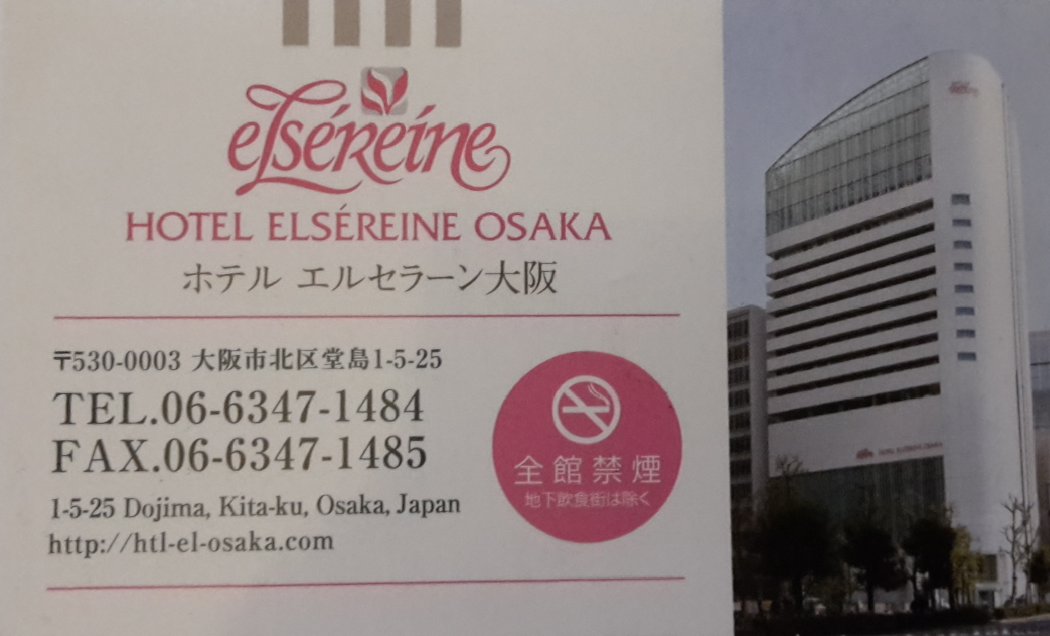 elséreine
HOTEL ELSÉREINE OSAKA
ホテル エルセラーン大阪
〒530-0003 大阪市北区堂島1-5-25
TEL.06-6347-1484
FAX.06-6347-1485
1-5-25 Dojima, Kita-ku, Osaka, Japan
http://htl-el-osaka.com
全館禁煙
地下飲食街は除く
HOTEL ELSÉREINE OSAKA